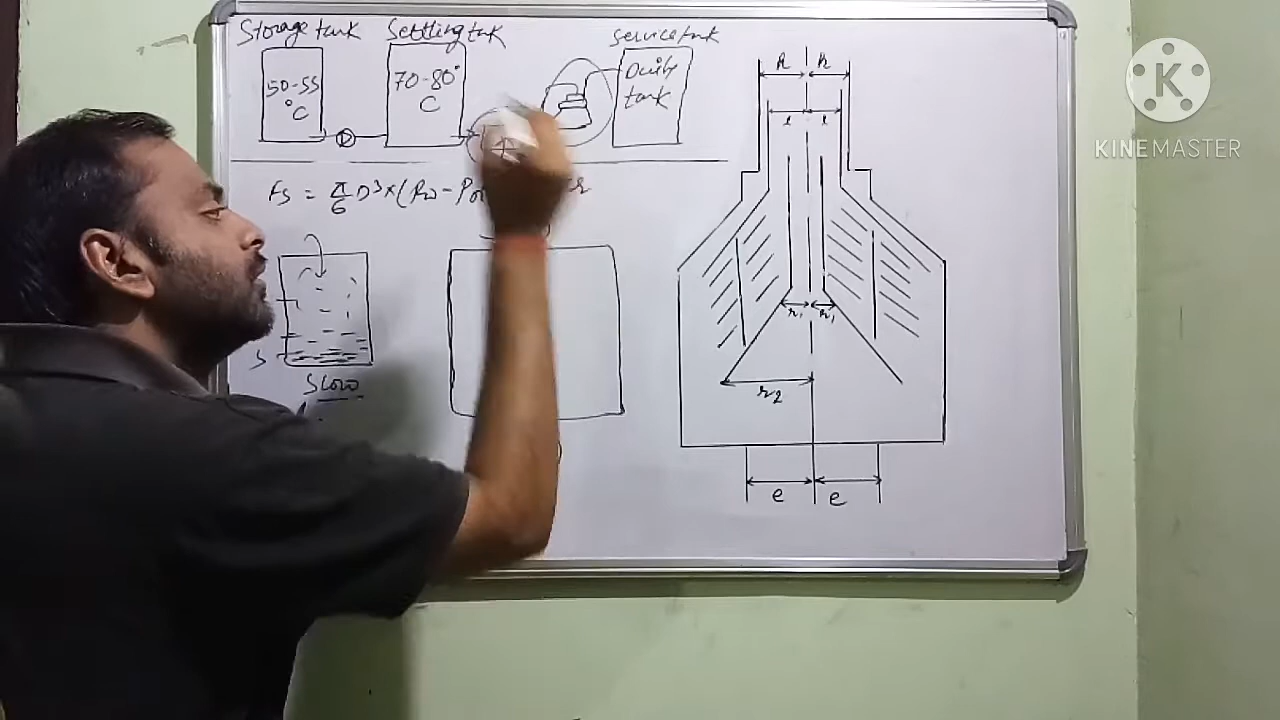 Storage tank
Settling tank
Service tank
50-55
°C
70-80°
C
Daily
tank
Fs = π/6 D³ × (ρw -
S
Slow
R R
r₁ r₁
r₂
e e
KINEMASTER